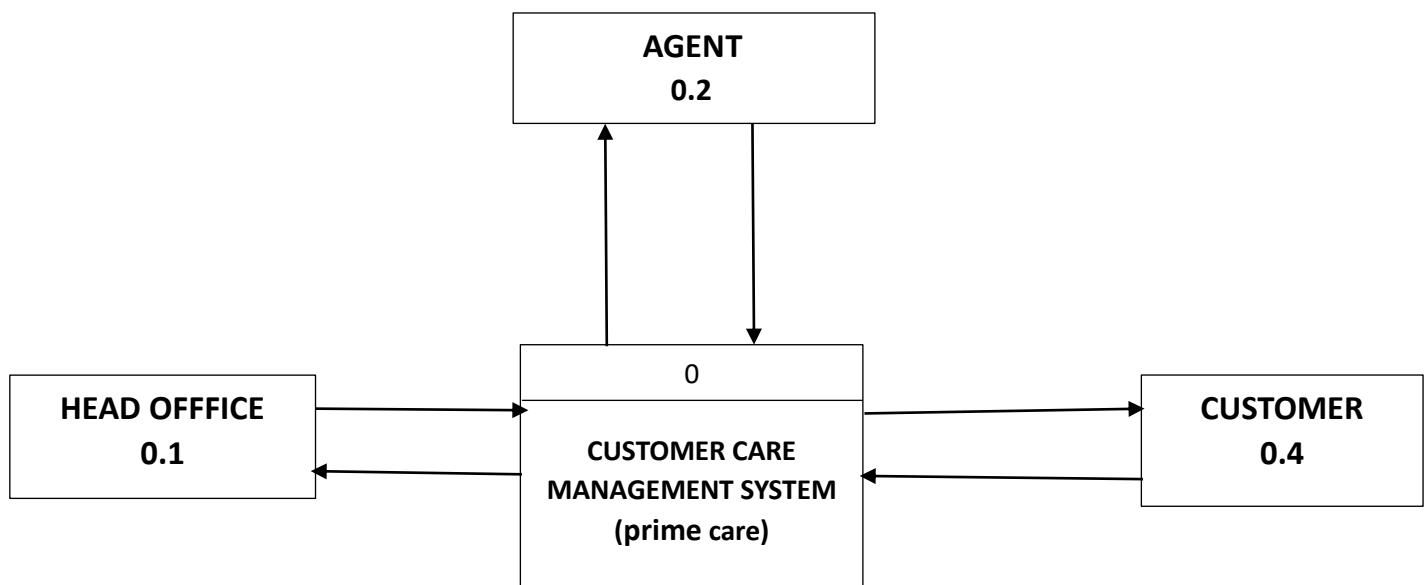 AGENT
0.2
0
HEAD OFFFICE
0.1
CUSTOMER CARE
MANAGEMENT SYSTEM
(prime care)
CUSTOMER
0.4